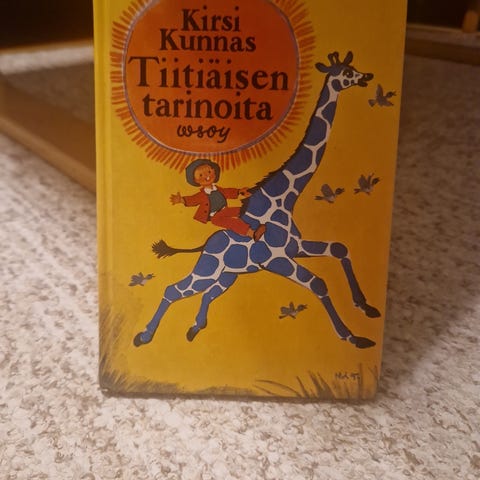 Kirsi
Kunnas
Tiitiäisen
tarinoita
wsoy